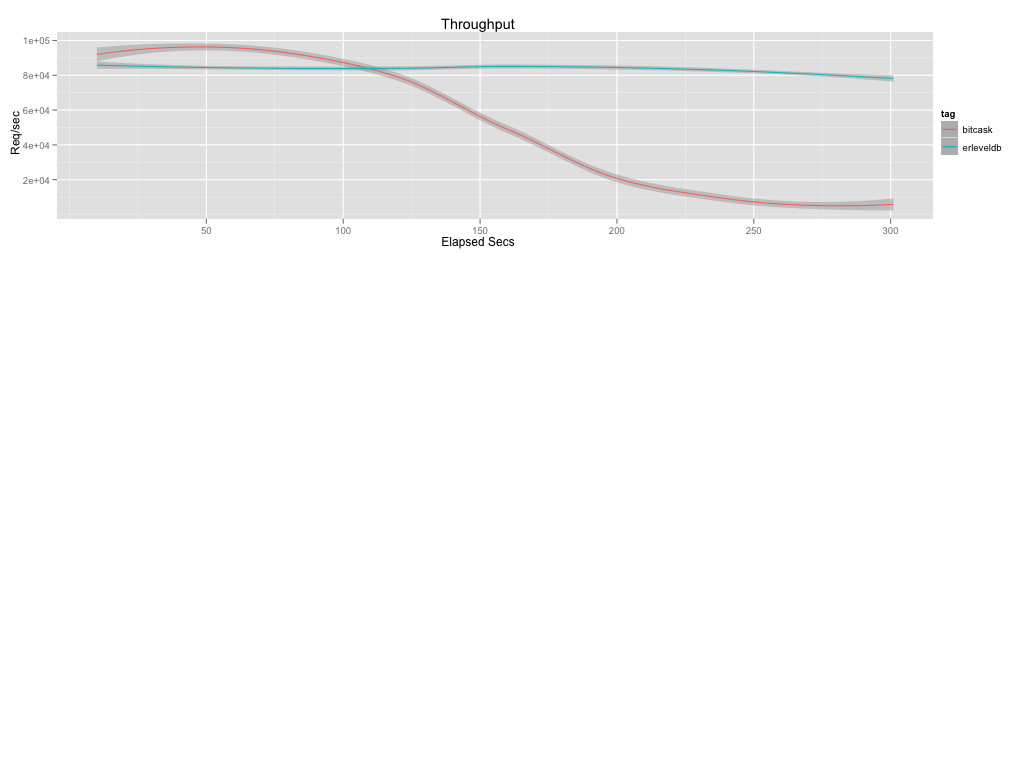 Throughput
Req/sec
1e+05
8e+04
6e+04
4e+04
2e+04
50 100 150 200 250 300
Elapsed Secs
tag
bitcask
erleveldb